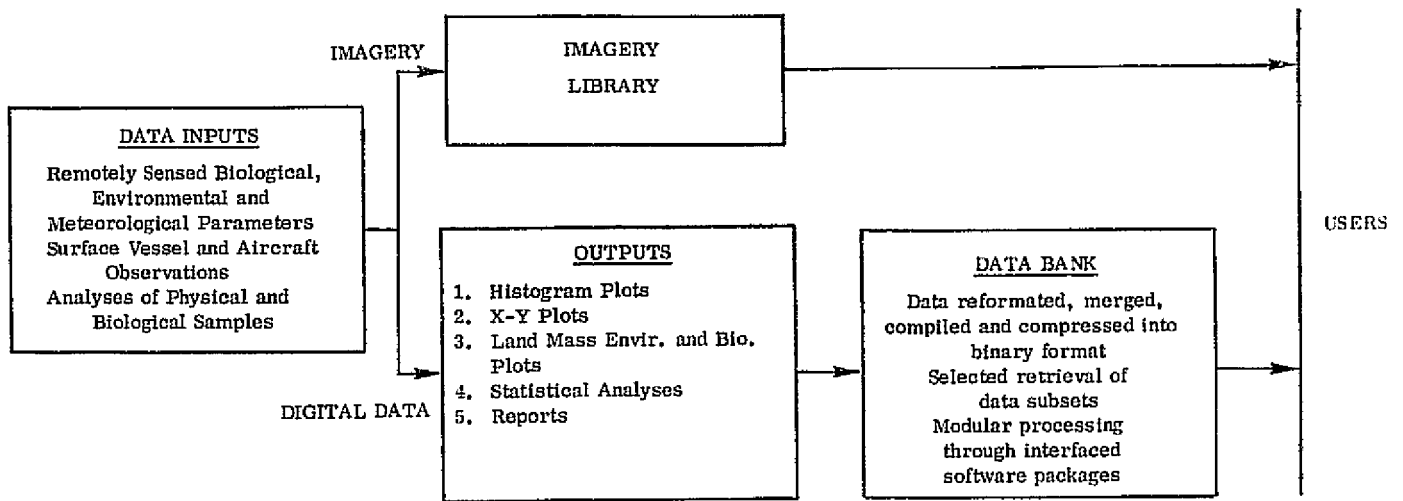 IMAGERY
IMAGERY
LIBRARY
DATA INPUTS
Remotely Sensed Biological,
Environmental and
Meteorological Parameters
Surface Vessel and Aircraft
Observations
Analyses of Physical and
Biological Samples
DIGITAL DATA
OUTPUTS
1. Histogram Plots
2. X-Y Plots
3. Land Mass Envir. and Bio.
Plots
4. Statistical Analyses
5. Reports
DATA BANK
Data reformated, merged,
compiled and compressed into
binary format
Selected retrieval of
data subsets
Modular processing
through interfaced
software packages
USERS